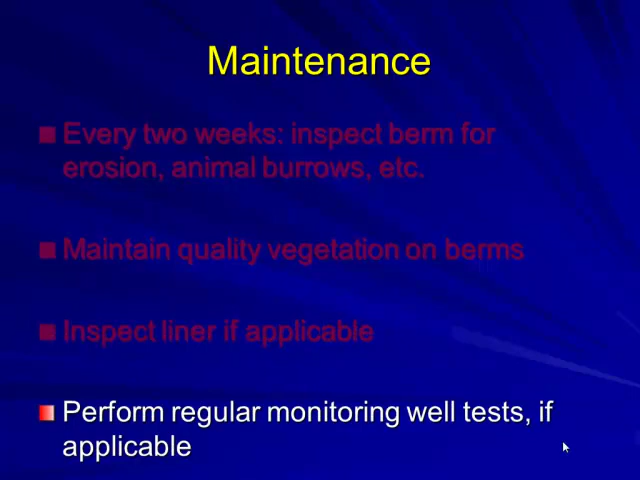 Maintenance
Every two weeks: inspect berm for
erosion, animal burrows, etc.
Maintain quality vegetation on berms
Inspect liner if applicable
Perform regular monitoring well tests, if
applicable